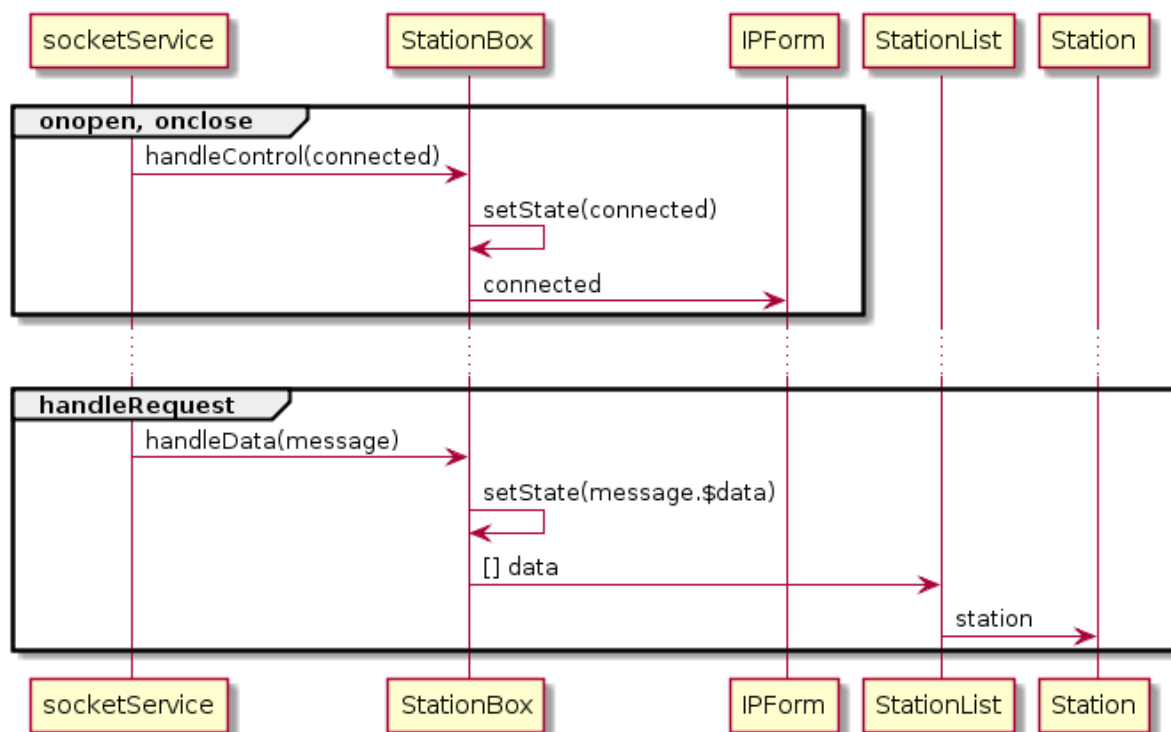 socketService StationBox IPForm StationList Station
onopen, onclose
handleControl(connected)
setState(connected)
connected
handleRequest
handleData(message)
setState(message.$data)
[] data
station
socketService StationBox IPForm StationList Station